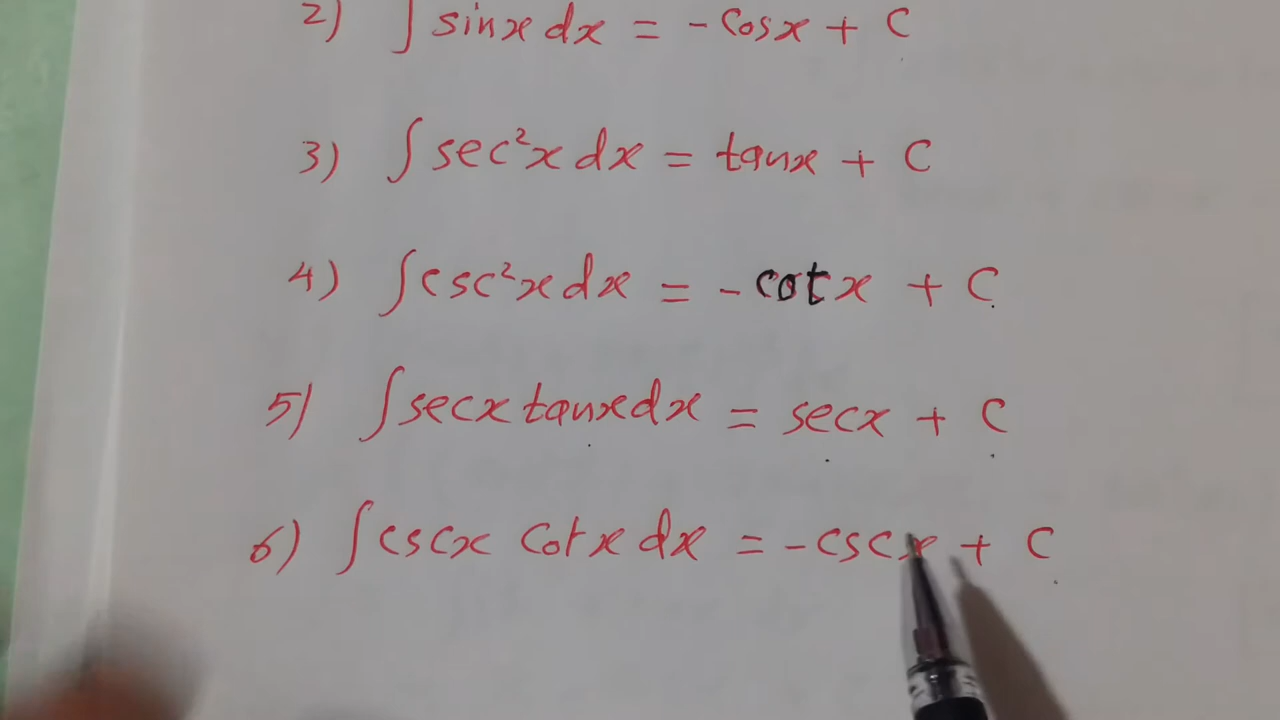 2) ∫ sinx dx = -cosx + C
3) ∫ sec²x dx = tanx + C
4) ∫csc²x dx = -cotx + C
5) ∫secx tanx dx = secx + C
6) ∫cscx cotx dx = -cscx + C